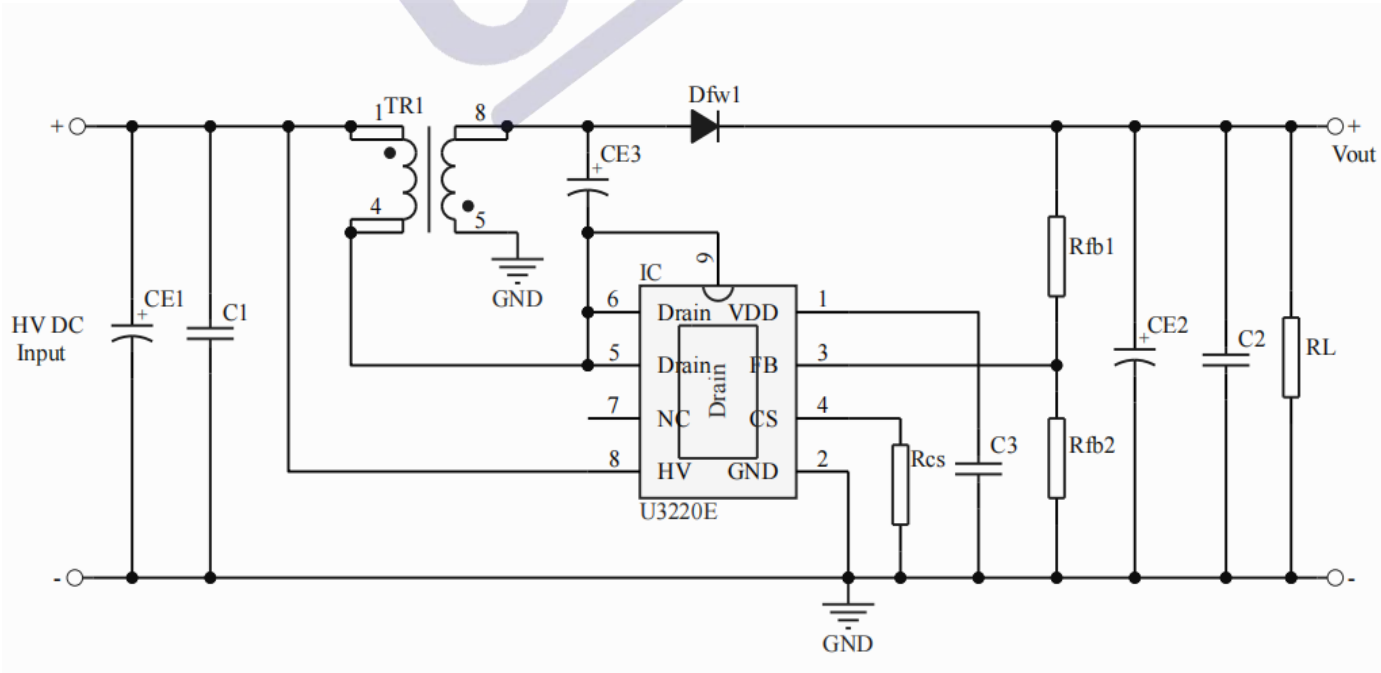 Dfw1
1
TR1
8
+
+
CE3
+
Vout
4
5
9
Rfb1
IC
GND
6
Drain
VDD
1
CE1
+
C1
HV DC
Input
CE2
+
C2
RL
5
Drain
FB
3
Drain
7
NC
CS
4
Rcs
C3
Rfb2
8
HV
GND
2
U3220E
-
-
GND